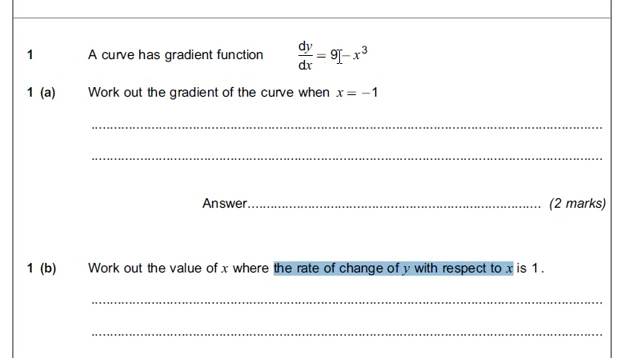 1 A curve has gradient function dy/dx = 9 − x³
1 (a) Work out the gradient of the curve when x = −1
Answer.......................................................................... (2 marks)
1 (b) Work out the value of x where the rate of change of y with respect to x is 1.